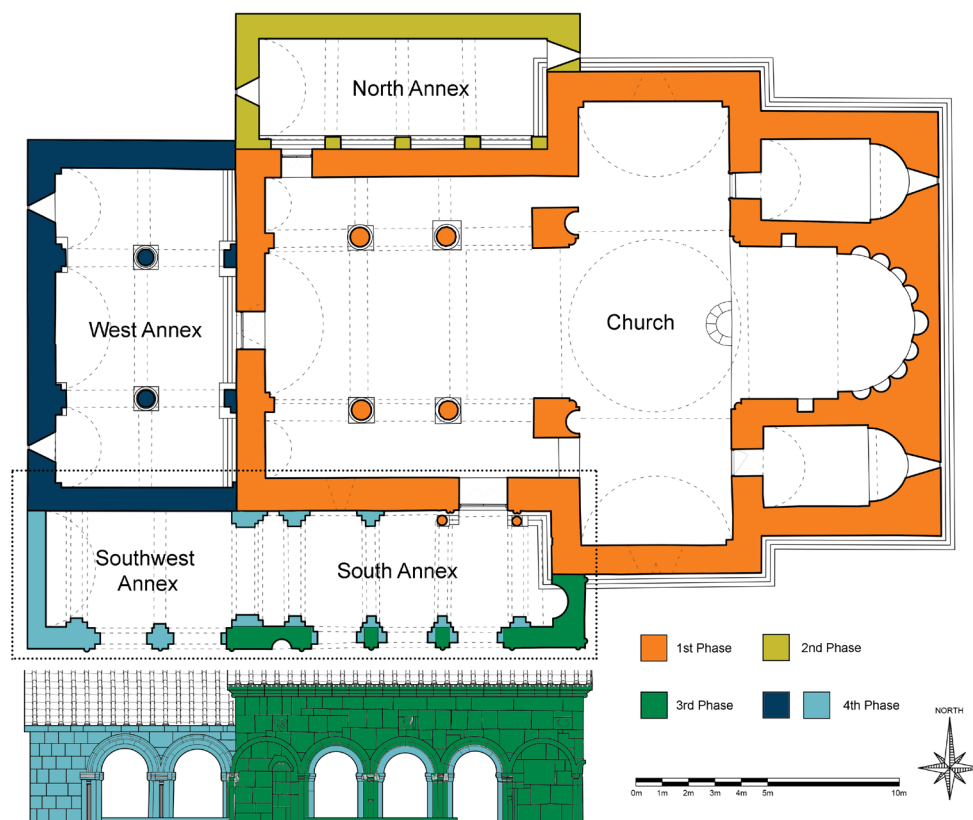 North Annex
West Annex
Church
Southwest
Annex
South Annex
1st Phase
2nd Phase
3rd Phase
4th Phase
NORTH
0m 1m 2m 3m 4m 5m 10m